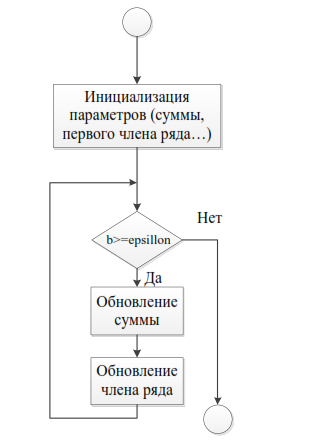 Инициализация
параметров (суммы,
первого члена ряда…)
Нет
b>=epsillon
Да
Обновление
суммы
Обновление
члена ряда